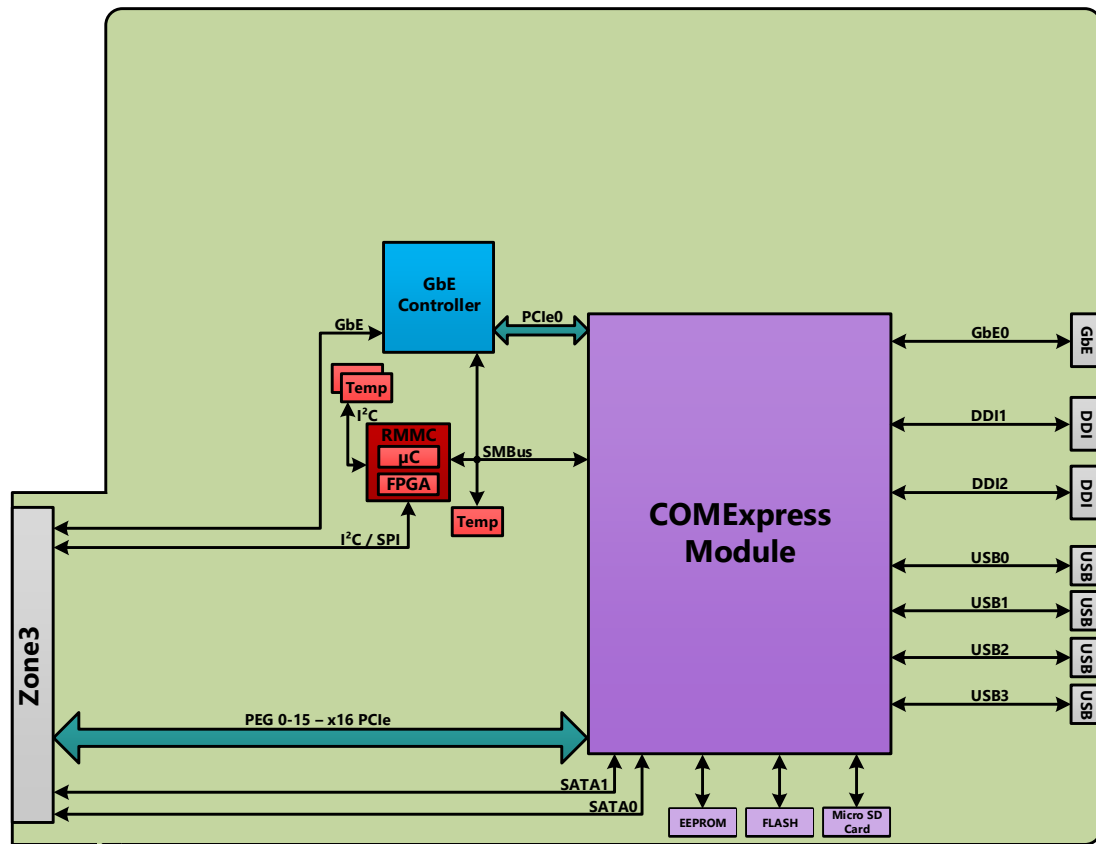 GbE
Controller
PCIe0
GbE
GbE0
GbE
Temp
I²C
DDI1
DDI
RMMC
µC
FPGA
SMBus
DDI2
DDI
Temp
COMExpress
Module
I²C / SPI
USB0
USB
USB1
USB
Zone3
USB2
USB
USB3
USB
PEG 0-15 – x16 PCIe
SATA1
SATA0
EEPROM
FLASH
Micro SD
Card